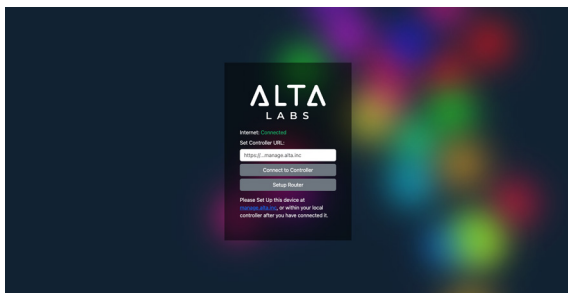 ALTA
LABS
Internet: Connected
Set Controller URL:
https://...manage.alta.inc
Connect to Controller
Setup Router
Please Set Up this device at
manage.alta.inc, or within your local
controller after you have connected it.